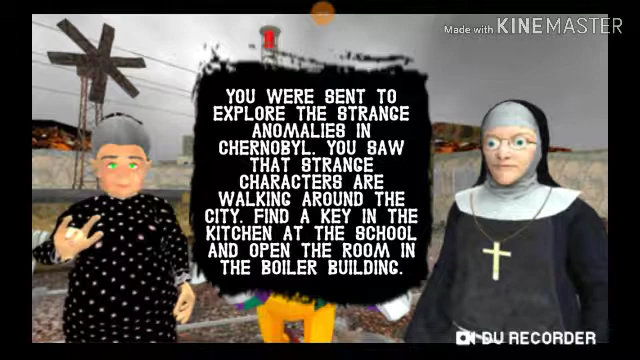 Made with KINEMASTER
YOU WERE SENT TO
EXPLORE THE STRANGE
ANOMALIES IN
CHERNOBYL. YOU SAW
THAT STRANGE
CHARACTERS ARE
WALKING AROUND THE
CITY. FIND A KEY IN THE
KITCHEN AT THE SCHOOL
AND OPEN THE ROOM IN
THE BOILER BUILDING.
DU RECORDER